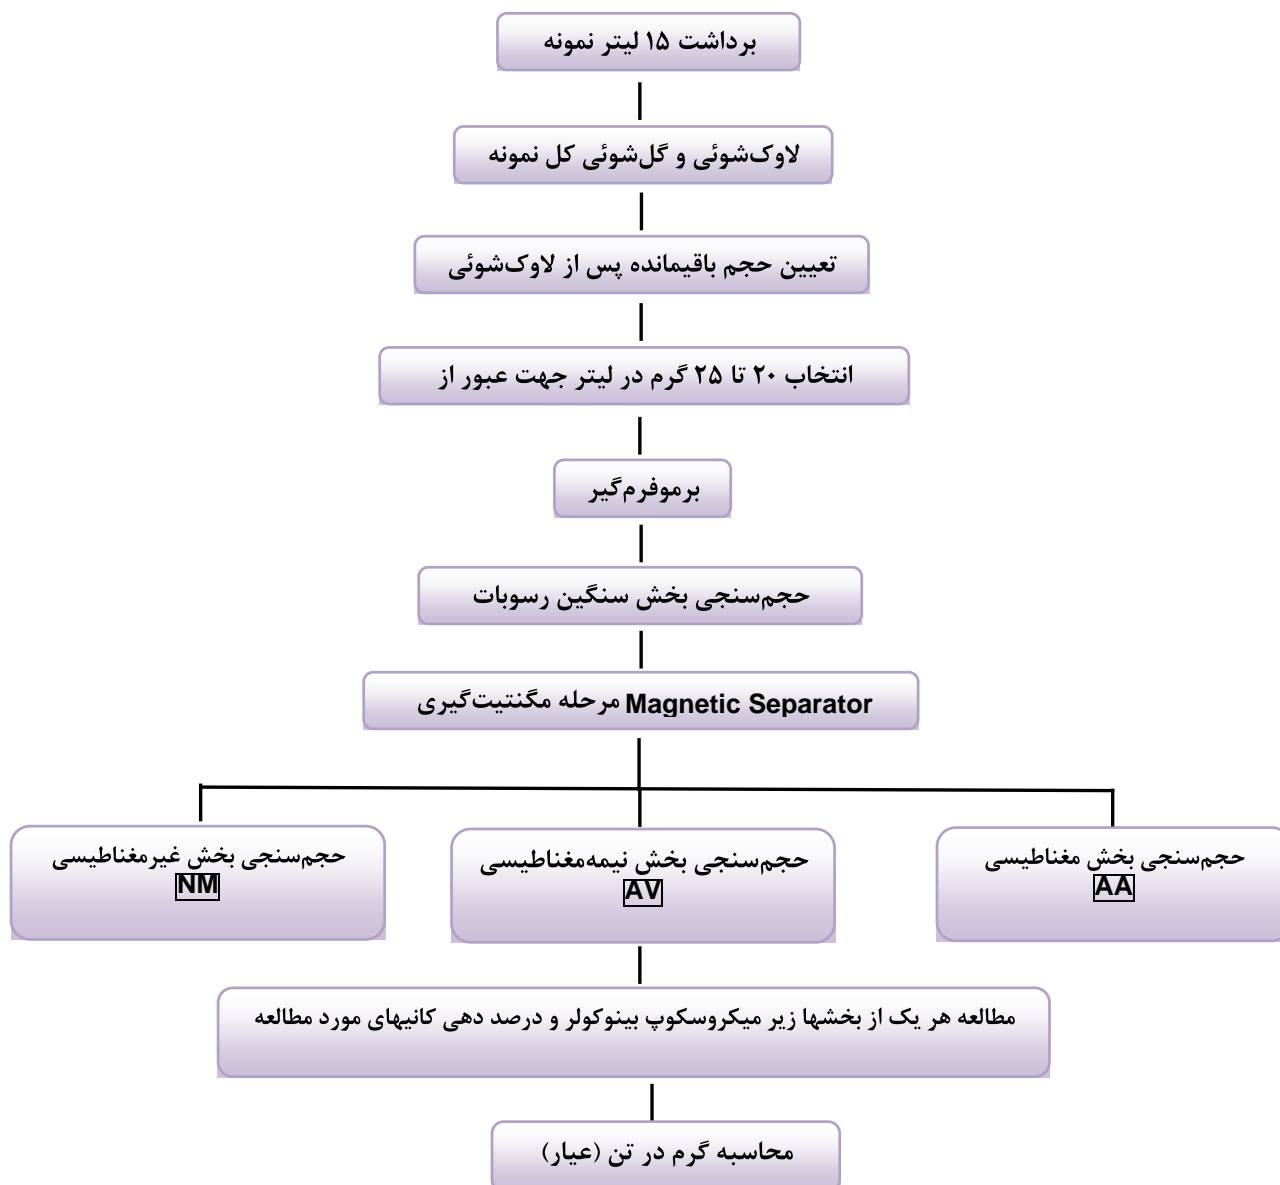 برداشت ۱۵ لیتر نمونه
لاوک‌شوئی و گل‌شوئی کل نمونه
تعیین حجم باقیمانده پس از لاوک‌شوئی
انتخاب ۲۰ تا ۲۵ گرم در لیتر جهت عبور از
برموفرم‌گیر
حجم‌سنجی بخش سنگین رسوبات
مرحله مگنتیت‌گیری Magnetic Separator
حجم‌سنجی بخش مغناطیسی
AA
حجم‌سنجی بخش نیمه‌مغناطیسی
AV
حجم‌سنجی بخش غیرمغناطیسی
NM
مطالعه هر یک از بخشها زیر میکروسکوپ بینوکولر و درصد دهی کانیهای مورد مطالعه
محاسبه گرم در تن (عیار)